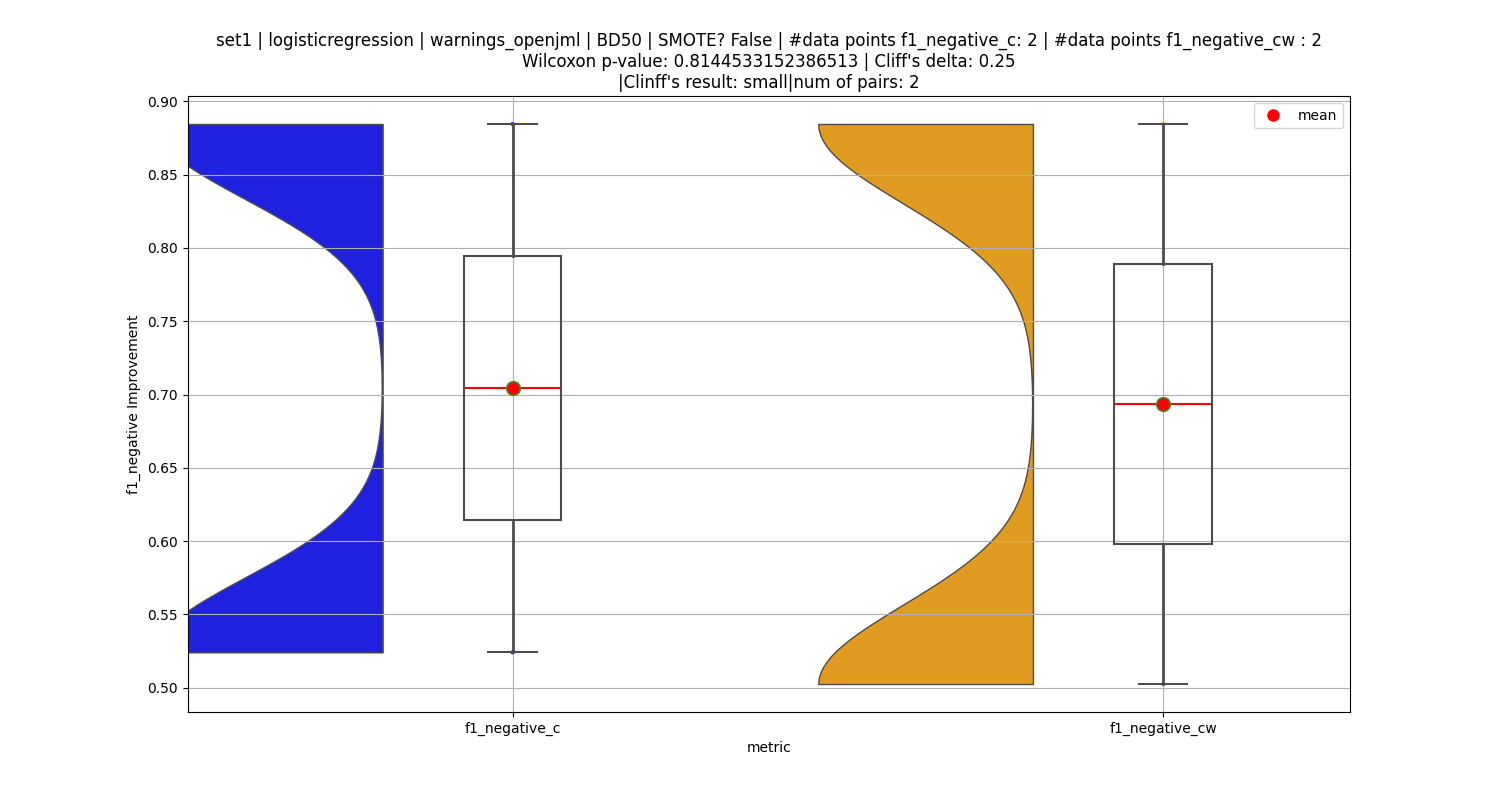 set1 | logisticregression | warnings_openjml | BD50 | SMOTE? False | #data points f1_negative_c: 2 | #data points f1_negative_cw : 2
Wilcoxon p-value: 0.8144533152386513 | Cliff's delta: 0.25
|Clinff's result: small|num of pairs: 2
mean
0.90
0.85
0.80
0.75
0.70
0.65
0.60
0.55
0.50
f1_negative Improvement
f1_negative_c
f1_negative_cw
metric